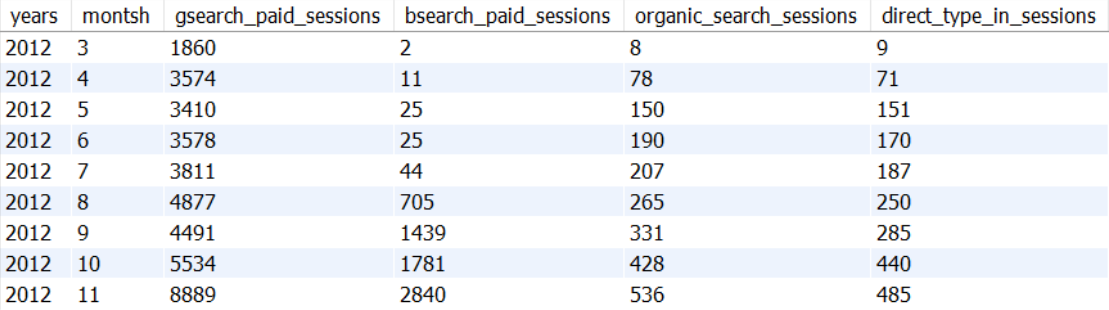 years montsh gsearch_paid_sessions bsearch_paid_sessions organic_search_sessions direct_type_in_sessions
2012 3 1860 2 8 9
2012 4 3574 11 78 71
2012 5 3410 25 150 151
2012 6 3578 25 190 170
2012 7 3811 44 207 187
2012 8 4877 705 265 250
2012 9 4491 1439 331 285
2012 10 5534 1781 428 440
2012 11 8889 2840 536 485